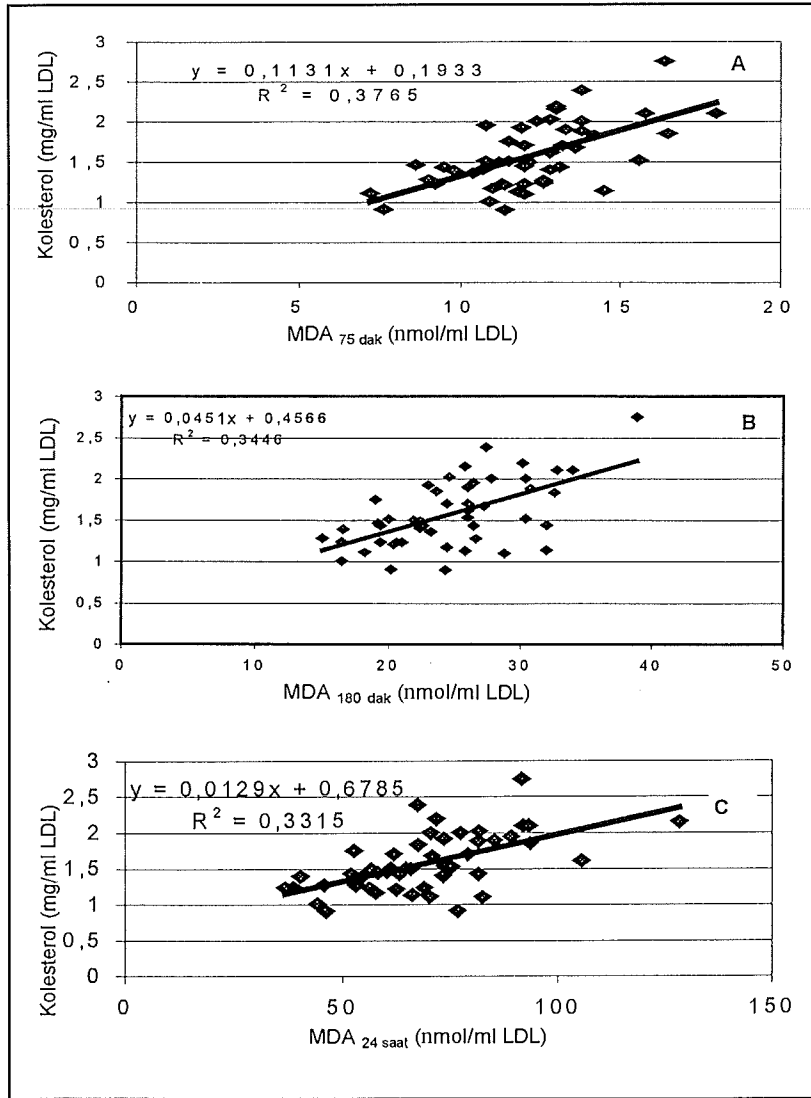 A
y = 0,1131x + 0,1933
R² = 0,3765
Kolesterol (mg/ml LDL)
3
2,5
2
1,5
1
0,5
0
0 5 10 15 20
MDA 75 dak (nmol/ml LDL)
B
y = 0,0451x + 0,4566
R² = 0,3446
Kolesterol (mg/ml LDL)
3
2,5
2
1,5
1
0,5
0
0 10 20 30 40 50
MDA 180 dak (nmol/ml LDL)
C
y = 0,0129x + 0,6785
R² = 0,3315
Kolesterol (mg/ml LDL)
3
2,5
2
1,5
1
0,5
0
0 50 100 150
MDA 24 saat (nmol/ml LDL)